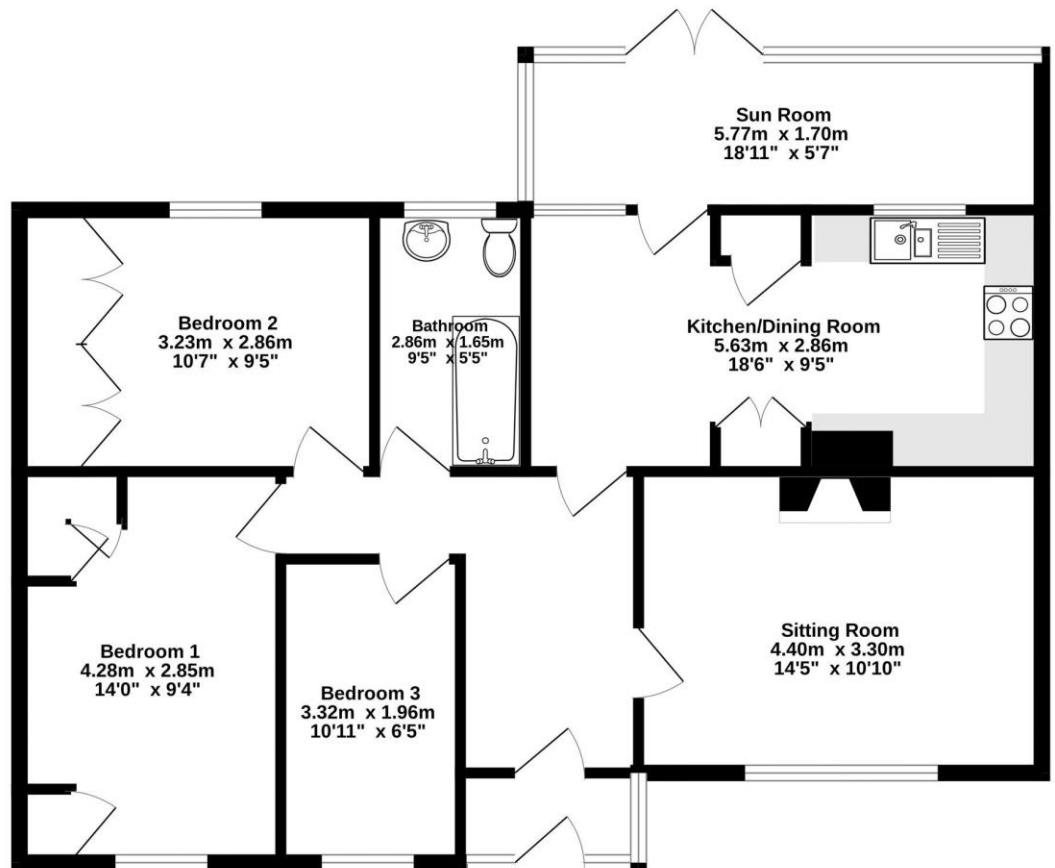 Sun Room
5.77m x 1.70m
18'11" x 5'7"
Bedroom 2
3.23m x 2.86m
10'7" x 9'5"
Bathroom
2.86m x 1.65m
9'5" x 5'5"
Kitchen/Dining Room
5.63m x 2.86m
18'6" x 9'5"
Bedroom 1
4.28m x 2.85m
14'0" x 9'4"
Bedroom 3
3.32m x 1.96m
10'11" x 6'5"
Sitting Room
4.40m x 3.30m
14'5" x 10'10"